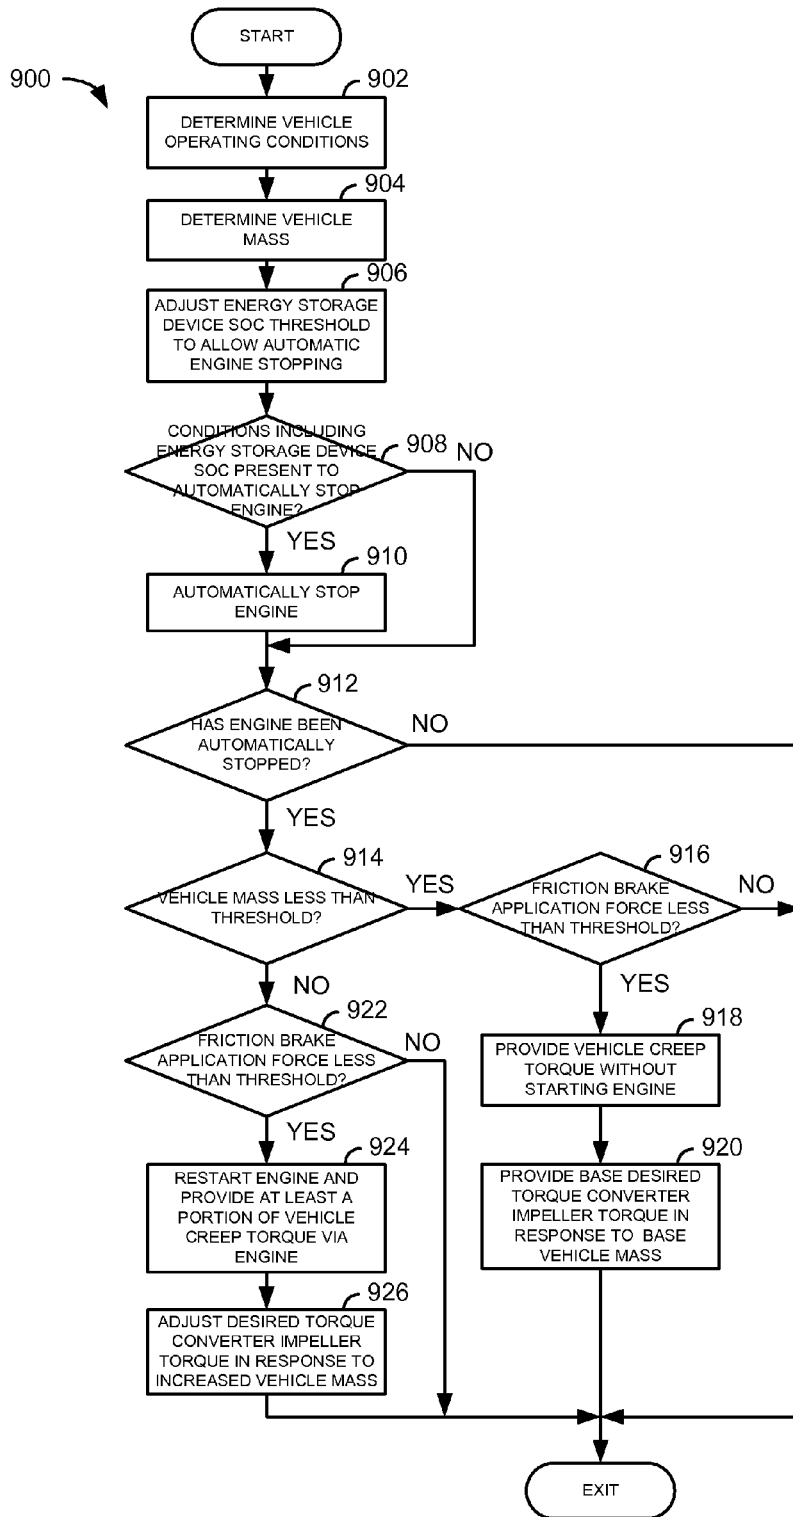 START
900
902
DETERMINE VEHICLE
OPERATING CONDITIONS
904
DETERMINE VEHICLE
MASS
906
ADJUST ENERGY STORAGE
DEVICE SOC THRESHOLD
TO ALLOW AUTOMATIC
ENGINE STOPPING
908
CONDITIONS INCLUDING
ENERGY STORAGE DEVICE
SOC PRESENT TO
AUTOMATICALLY STOP
ENGINE?
NO
YES
910
AUTOMATICALLY STOP
ENGINE
912
HAS ENGINE BEEN
AUTOMATICALLY
STOPPED?
NO
YES
914
VEHICLE MASS LESS THAN
THRESHOLD?
YES
NO
916
FRICTION BRAKE
APPLICATION FORCE LESS
THAN THRESHOLD?
NO
YES
918
PROVIDE VEHICLE CREEP
TORQUE WITHOUT
STARTING ENGINE
920
PROVIDE BASE DESIRED
TORQUE CONVERTER
IMPELLER TORQUE IN
RESPONSE TO BASE
VEHICLE MASS
922
FRICTION BRAKE
APPLICATION FORCE LESS
THAN THRESHOLD?
NO
YES
924
RESTART ENGINE AND
PROVIDE AT LEAST A
PORTION OF VEHICLE
CREEP TORQUE VIA
ENGINE
926
ADJUST DESIRED TORQUE
CONVERTER IMPELLER
TORQUE IN RESPONSE TO
INCREASED VEHICLE MASS
EXIT